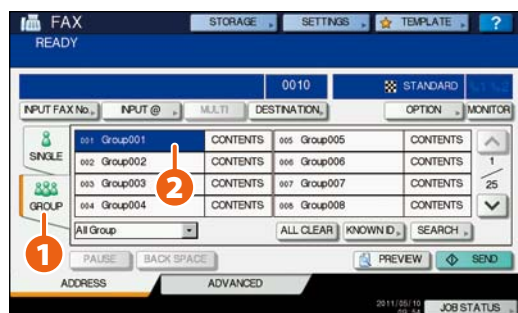 FAX STORAGE SETTINGS TEMPLATE ?
READY
0010 STANDARD
INPUT FAX No. INPUT @ MULTI DESTINATION OPTION MONITOR
SINGLE
001 Group001 CONTENTS 005 Group005 CONTENTS
002 Group002 CONTENTS 006 Group006 CONTENTS 1
2
003 Group003 CONTENTS 007 Group007 CONTENTS 25
GROUP
004 Group004 CONTENTS 008 Group008 CONTENTS
1
All Group ALL CLEAR KNOWN ID SEARCH
PAUSE BACK SPACE PREVIEW SEND
ADDRESS ADVANCED
2011/05/10
JOB STATUS